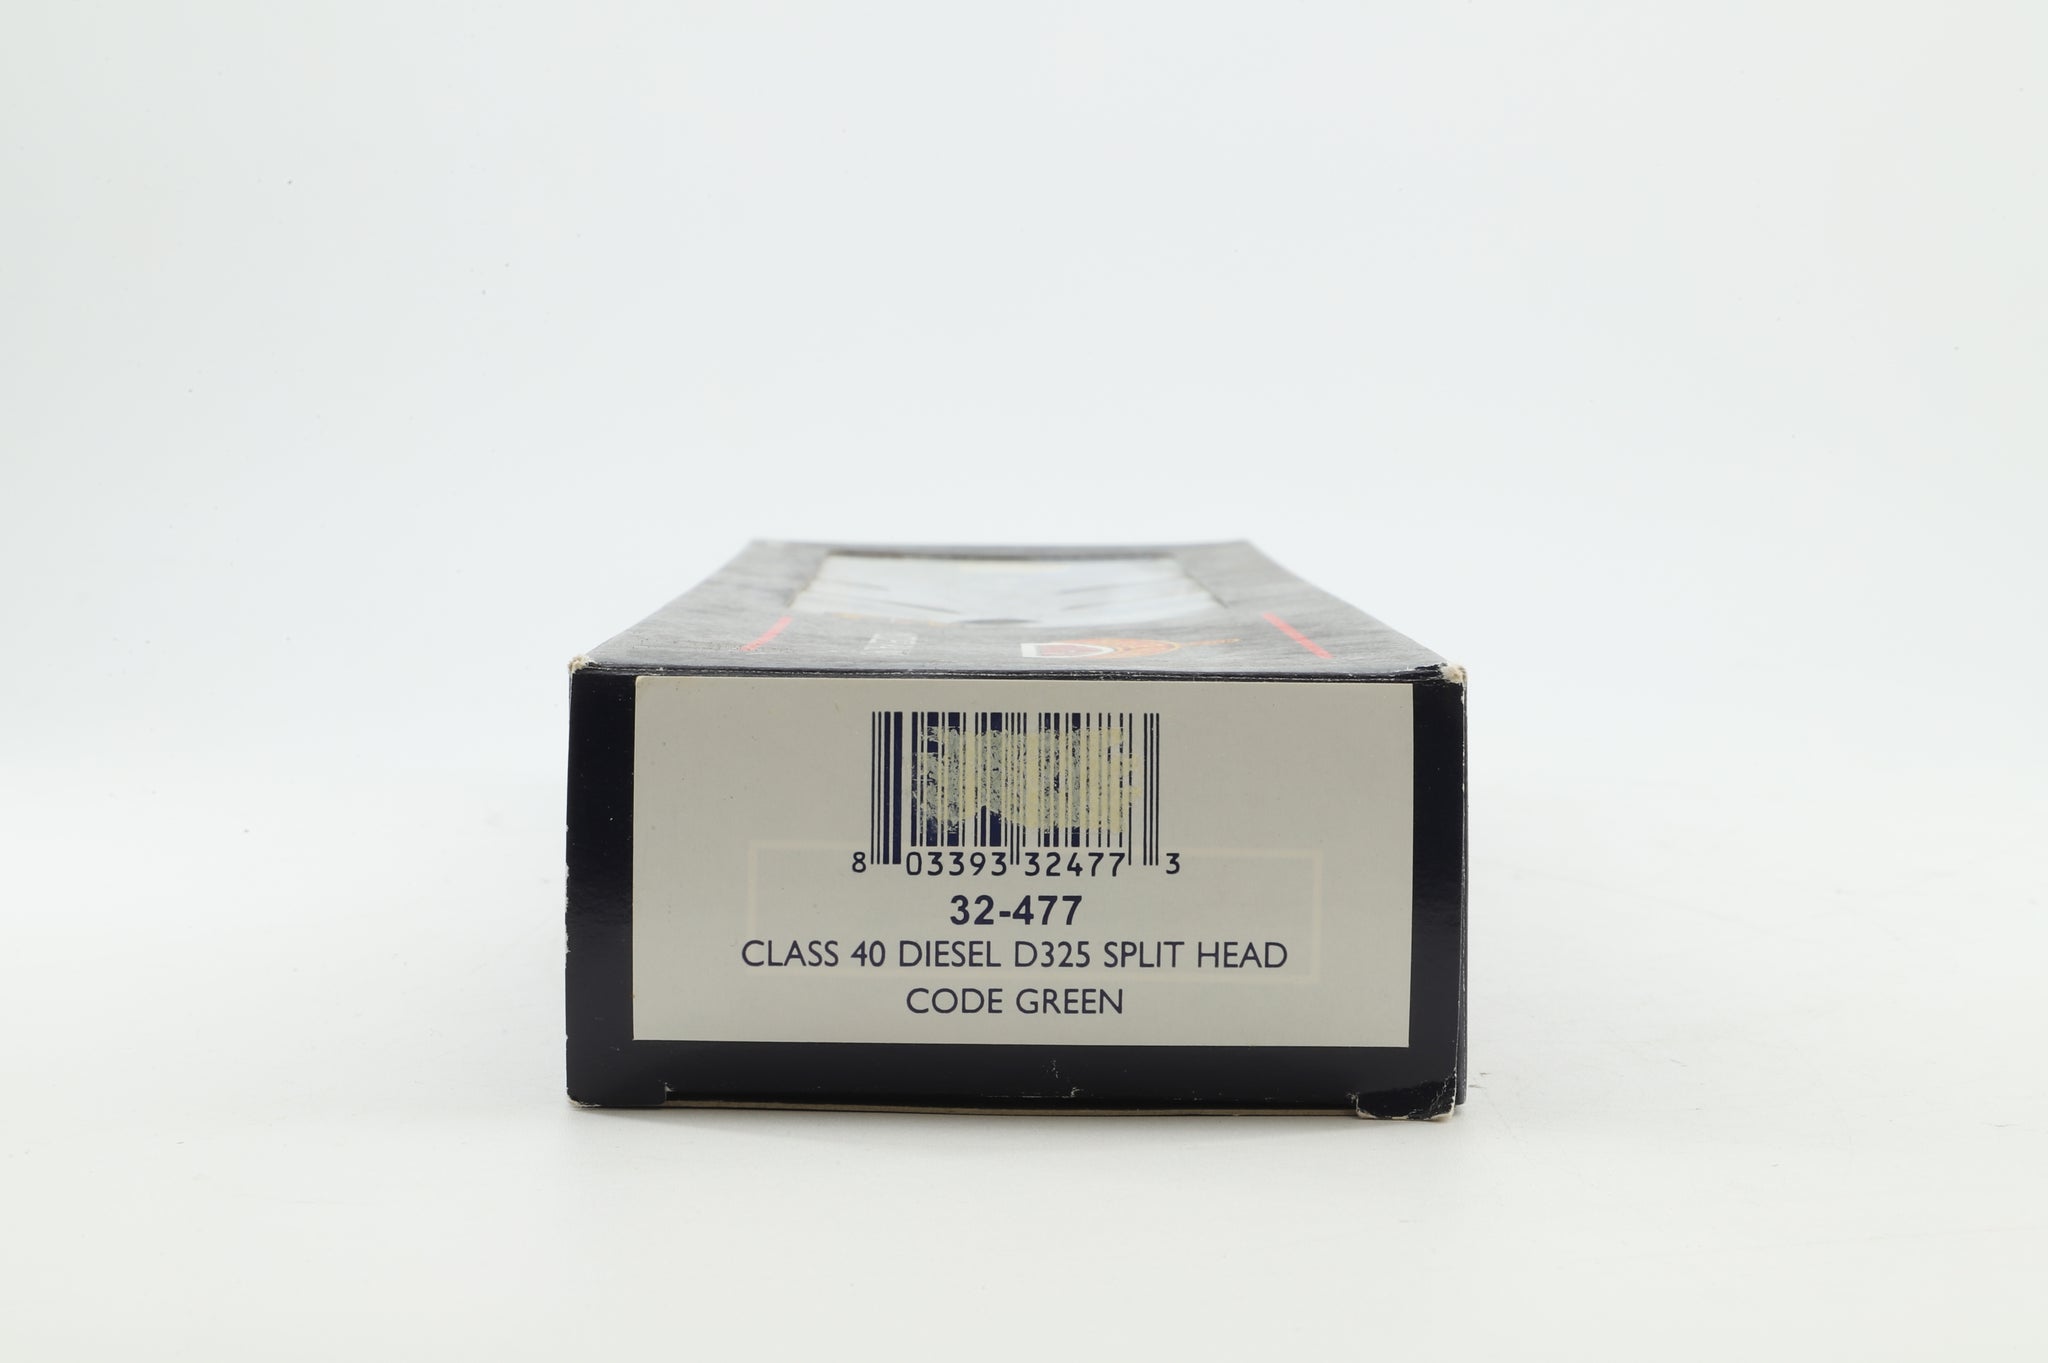 8 03393 32477 3
32-477
CLASS 40 DIESEL D325 SPLIT HEAD
CODE GREEN